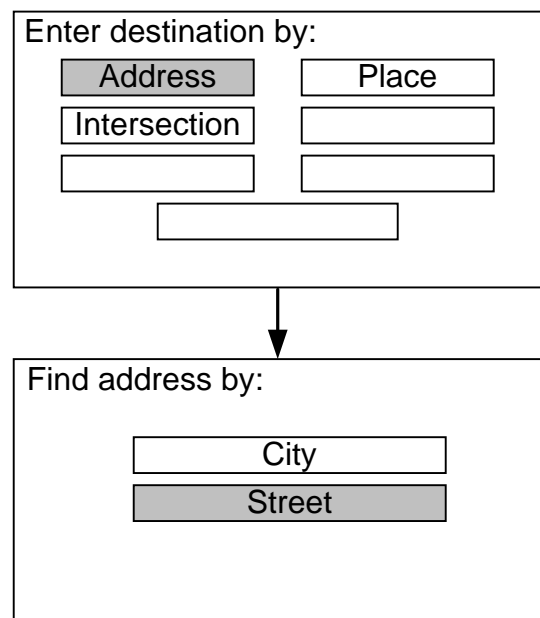 Enter destination by:
Address Place
Intersection
Find address by:
City
Street